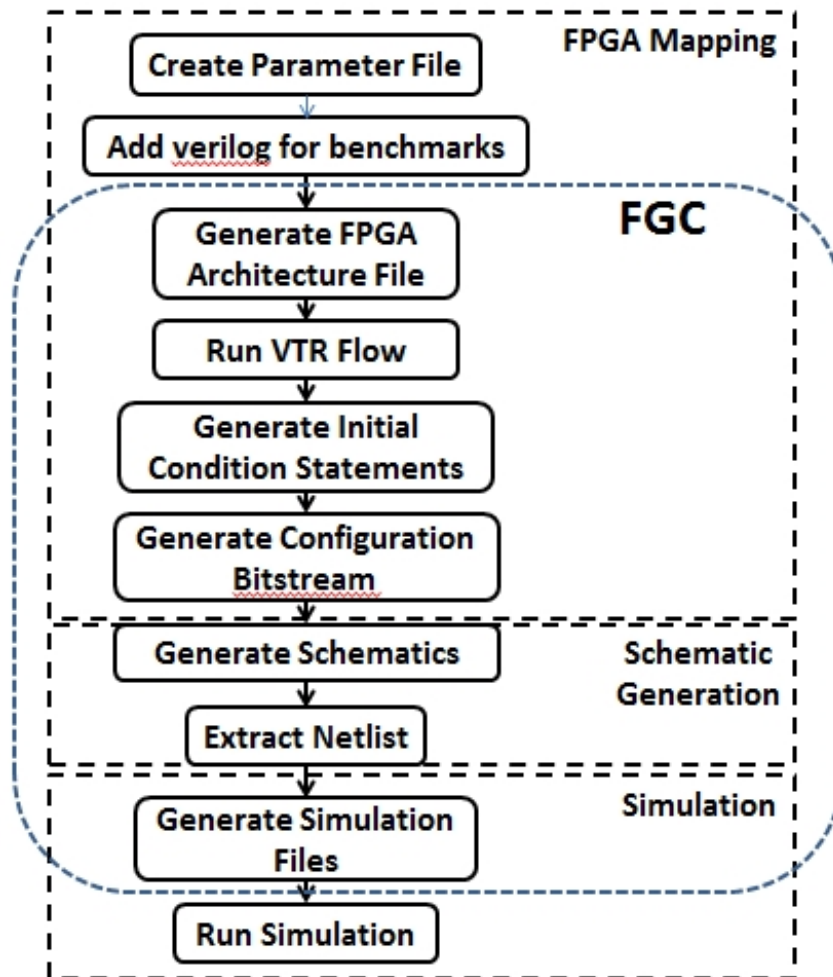 FPGA Mapping
Create Parameter File
Add verilog for benchmarks
FGC
Generate FPGA
Architecture File
Run VTR Flow
Generate Initial
Condition Statements
Generate Configuration
Bitstream
Generate Schematics
Schematic
Generation
Extract Netlist
Simulation
Generate Simulation
Files
Run Simulation